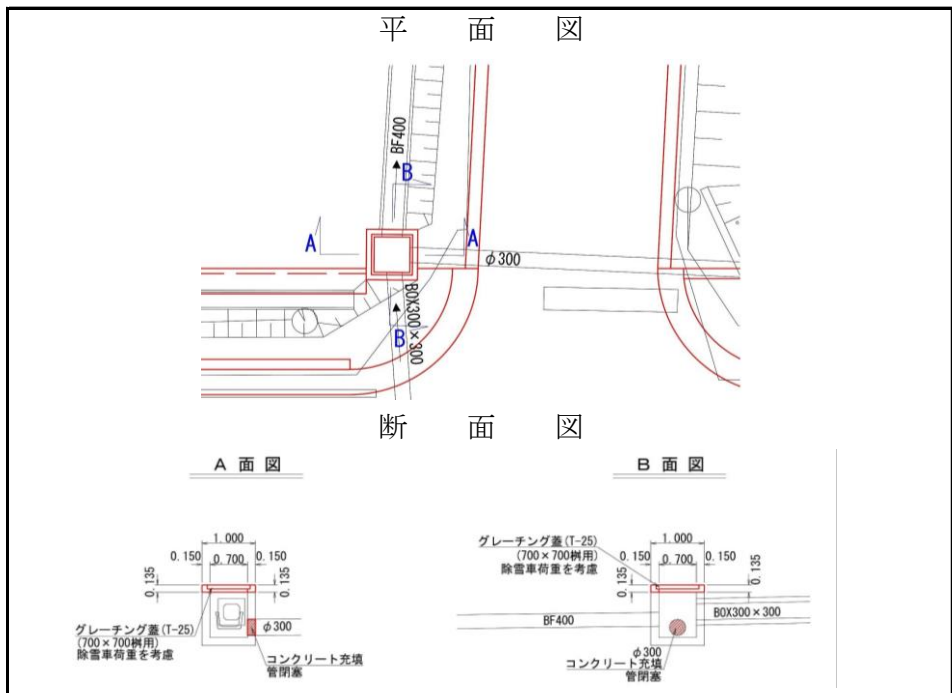 平 面 図
BF400
B
A
A
φ300
BOX300×300
B
断 面 図
A 面 図
1.000
0.150
0.700
0.150
0.135
0.135
グレーチング蓋(T-25)
(700×700桝用)
除雪車荷重を考慮
φ300
コンクリート充填
管閉塞
B 面 図
グレーチング蓋(T-25)
(700×700桝用)
除雪車荷重を考慮
1.000
0.150
0.700
0.150
0.135
0.135
BF400
BOX300×300
φ300
コンクリート充填
管閉塞